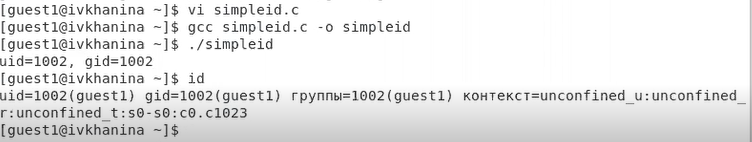 [guest1@ivkhanina ~]$ vi simpleid.c
[guest1@ivkhanina ~]$ gcc simpleid.c -o simpleid
[guest1@ivkhanina ~]$ ./simpleid
uid=1002, gid=1002
[guest1@ivkhanina ~]$ id
uid=1002(guest1) gid=1002(guest1) группы=1002(guest1) контекст=unconfined_u:unconfined_
r:unconfined_t:s0-s0:c0.c1023
[guest1@ivkhanina ~]$